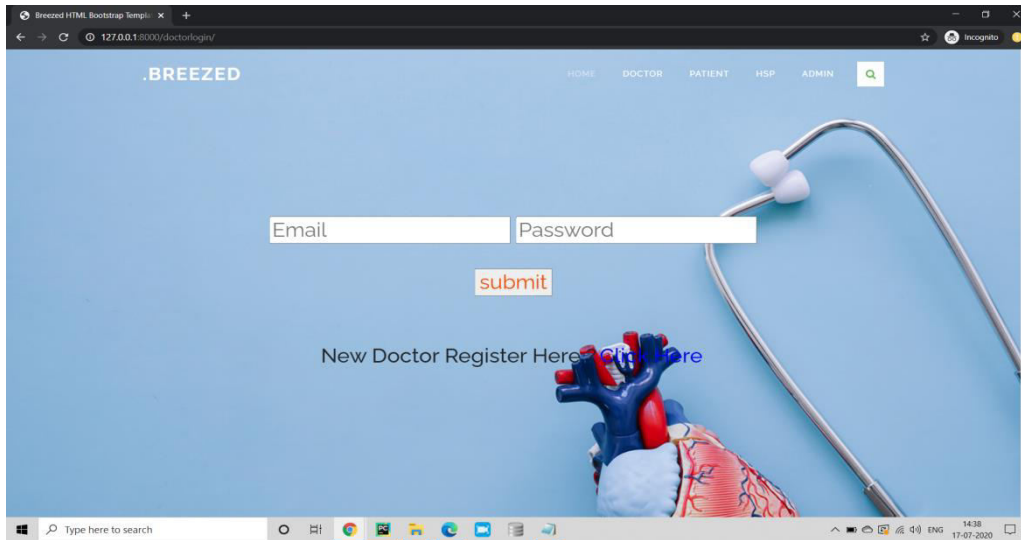 Breezed HTML Bootstrap Templa
127.0.0.1:8000/doctorlogin/
Incognito
.BREEZED
HOME DOCTOR PATIENT HSP ADMIN
Email Password
submit
New Doctor Register Here Click Here
Type here to search
ENG
14:38
17-07-2020